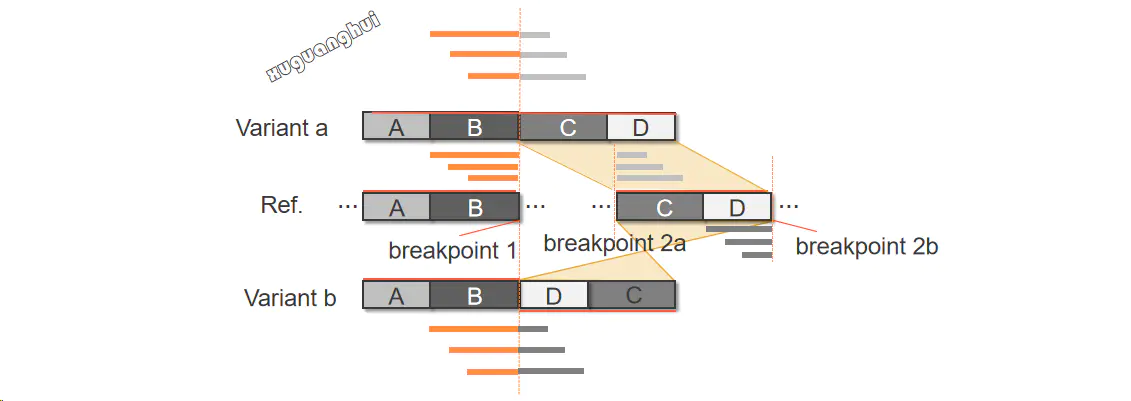 xuguanghui
Variant a A B C D
Ref. ... A B ... ... C D ...
breakpoint 1 breakpoint 2a breakpoint 2b
Variant b A B D C